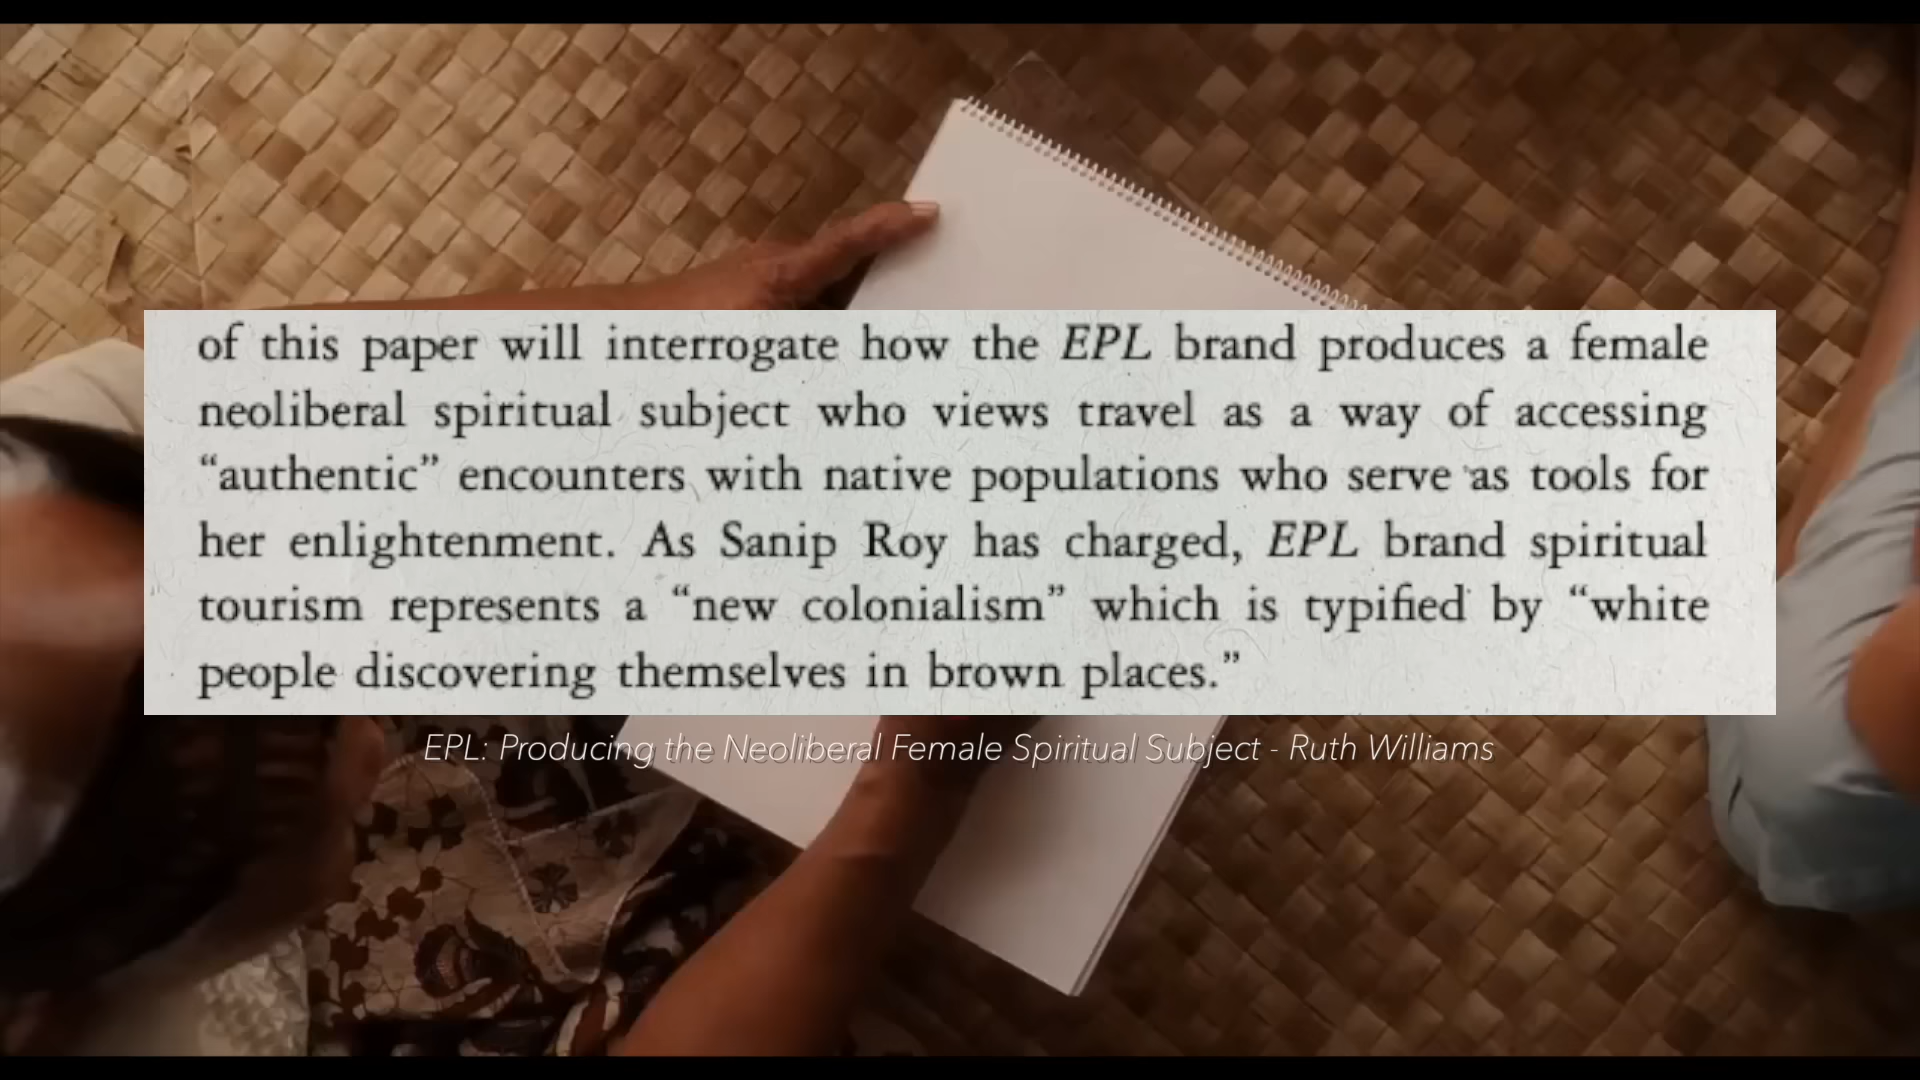 of this paper will interrogate how the EPL brand produces a female
neoliberal spiritual subject who views travel as a way of accessing
“authentic” encounters with native populations who serve as tools for
her enlightenment. As Sanip Roy has charged, EPL brand spiritual
tourism represents a “new colonialism” which is typified by “white
people discovering themselves in brown places.”
EPL: Producing the Neoliberal Female Spiritual Subject - Ruth Williams